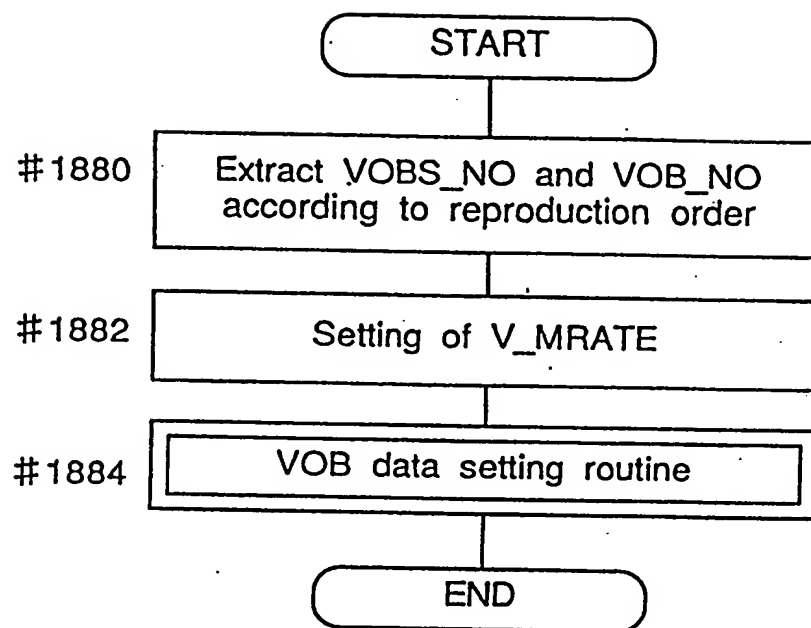 START
#1880
Extract VOBS_NO and VOB_NO
according to reproduction order
#1882
Setting of V_MRATE
#1884
VOB data setting routine
END